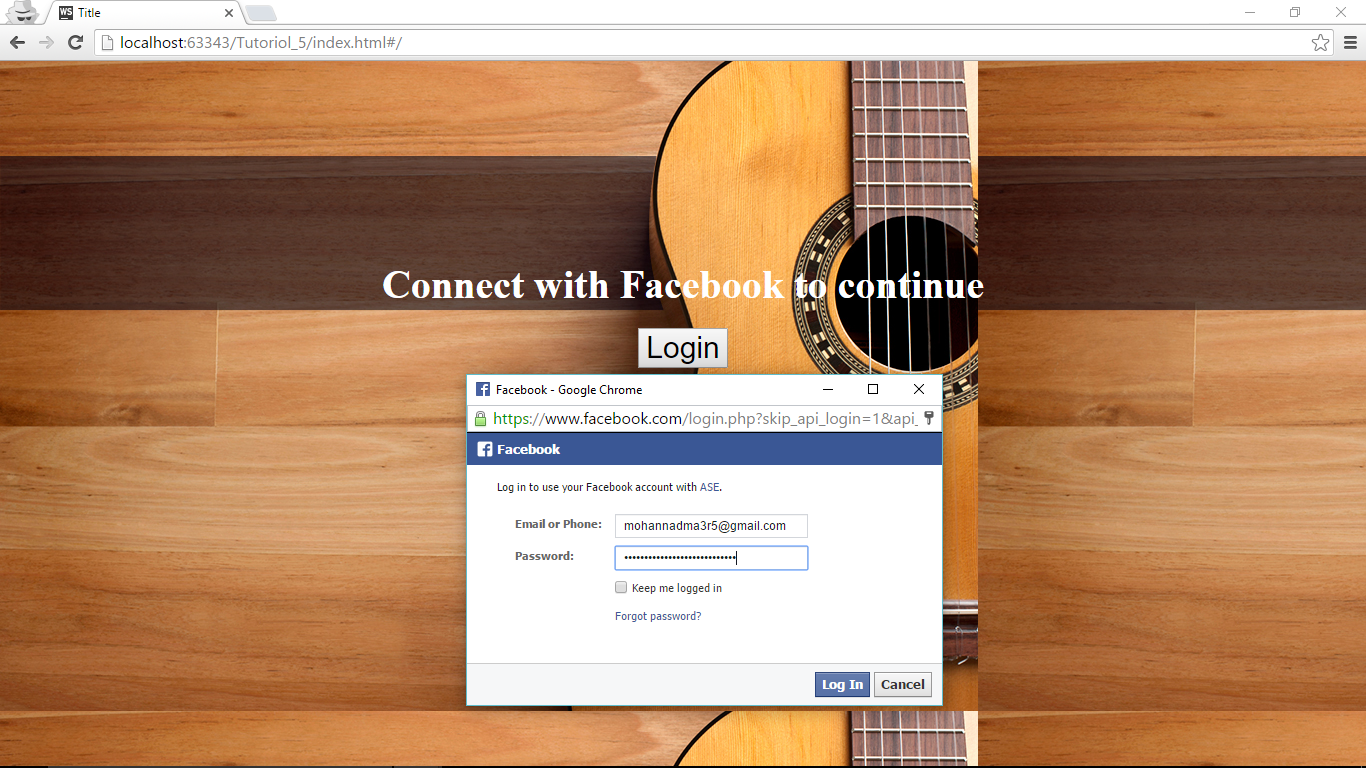 WS Title
localhost:63343/Tutoriol_5/index.html#/
Connect with Facebook to continue
Login
Facebook - Google Chrome
https://www.facebook.com/login.php?skip_api_login=1&api_
Facebook
Log in to use your Facebook account with ASE.
Email or Phone: mohannadma3r5@gmail.com
Password: ••••••••••••••••••••••••••••
Keep me logged in
Forgot password?
Log In Cancel